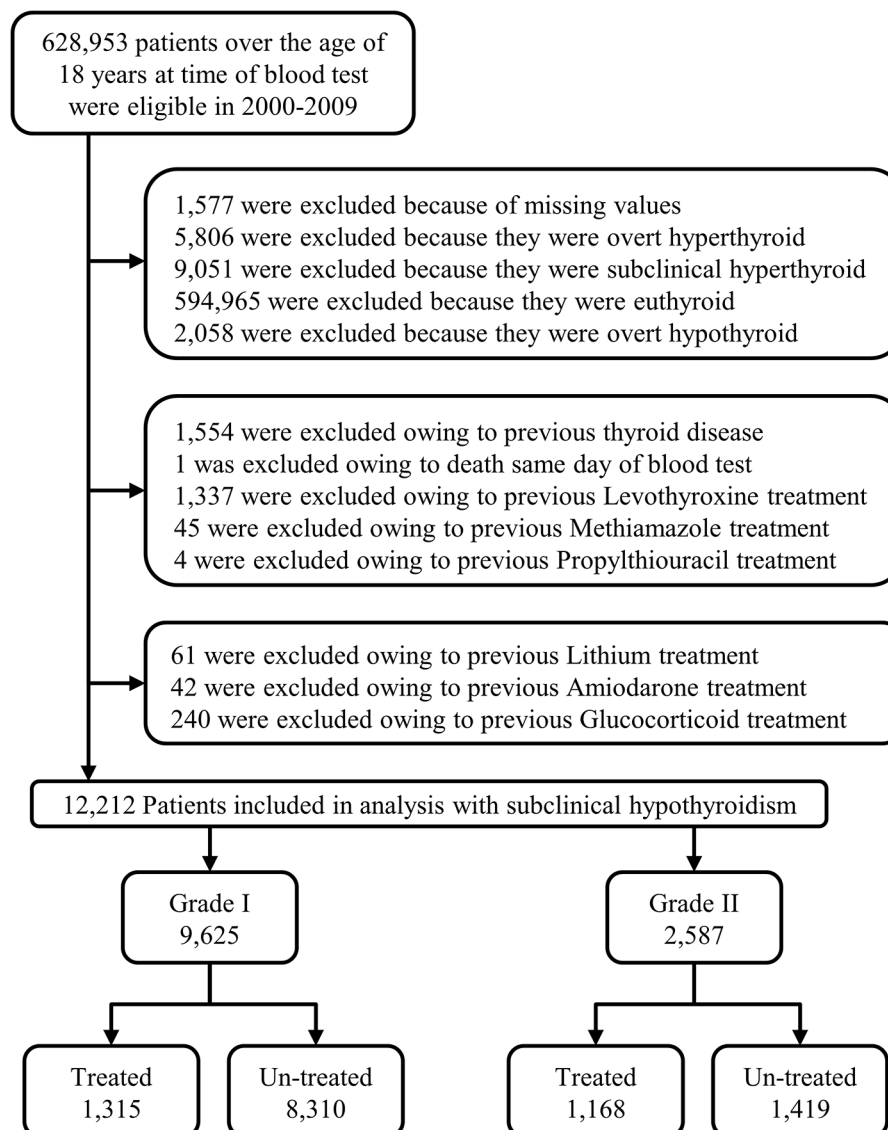 628,953 patients over the age of
18 years at time of blood test
were eligible in 2000-2009
1,577 were excluded because of missing values
5,806 were excluded because they were overt hyperthyroid
9,051 were excluded because they were subclinical hyperthyroid
594,965 were excluded because they were euthyroid
2,058 were excluded because they were overt hypothyroid
1,554 were excluded owing to previous thyroid disease
1 was excluded owing to death same day of blood test
1,337 were excluded owing to previous Levothyroxine treatment
45 were excluded owing to previous Methiamazole treatment
4 were excluded owing to previous Propylthiouracil treatment
61 were excluded owing to previous Lithium treatment
42 were excluded owing to previous Amiodarone treatment
240 were excluded owing to previous Glucocorticoid treatment
12,212 Patients included in analysis with subclinical hypothyroidism
Grade I
9,625
Grade II
2,587
Treated
1,315
Un-treated
8,310
Treated
1,168
Un-treated
1,419